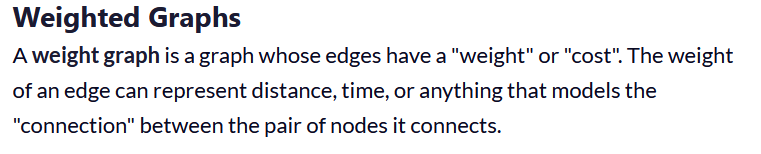 Weighted Graphs
A weight graph is a graph whose edges have a "weight" or "cost". The weight
of an edge can represent distance, time, or anything that models the
"connection" between the pair of nodes it connects.